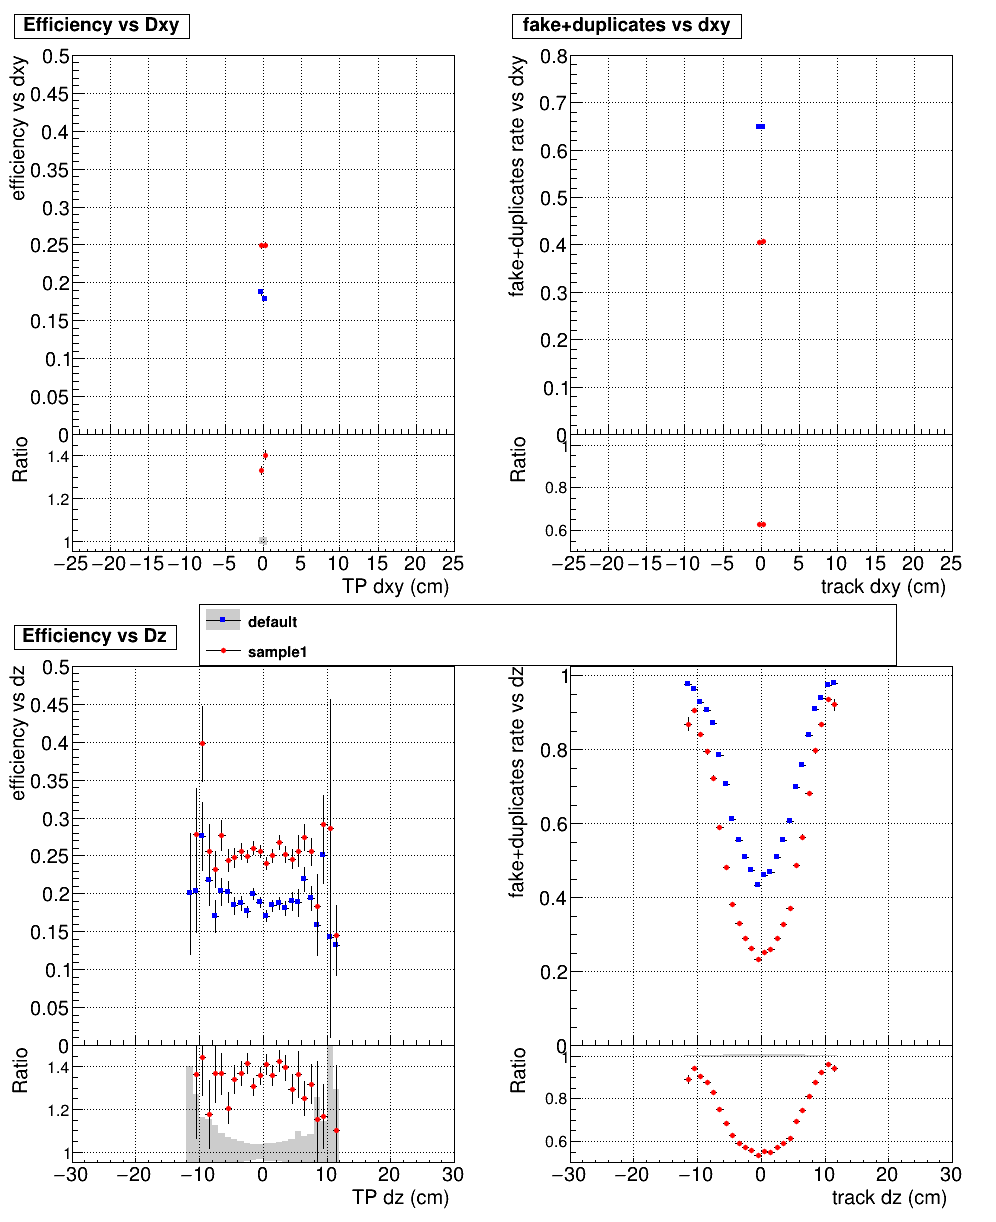 Efficiency vs Dxy
efficiency vs dxy
0.5
0.45
0.4
0.35
0.3
0.25
0.2
0.15
0.1
0.05
0
Ratio
1.4
1.2
1
−25 −20 −15 −10 −5 0 5 10 15 20 25
TP dxy (cm)
fake+duplicates vs dxy
fake+duplicates rate vs dxy
0.8
0.7
0.6
0.5
0.4
0.3
0.2
0.1
0
Ratio
1
0.8
0.6
−25 −20 −15 −10 −5 0 5 10 15 20 25
track dxy (cm)
default
sample1
Efficiency vs Dz
efficiency vs dz
0.5
0.45
0.4
0.35
0.3
0.25
0.2
0.15
0.1
0.05
0
Ratio
1.4
1.2
1
−30 −20 −10 0 10 20 30
TP dz (cm)
fake+duplicates rate vs dz
1
0.8
0.6
0.4
0.2
0
Ratio
1
0.8
0.6
−30 −20 −10 0 10 20 30
track dz (cm)